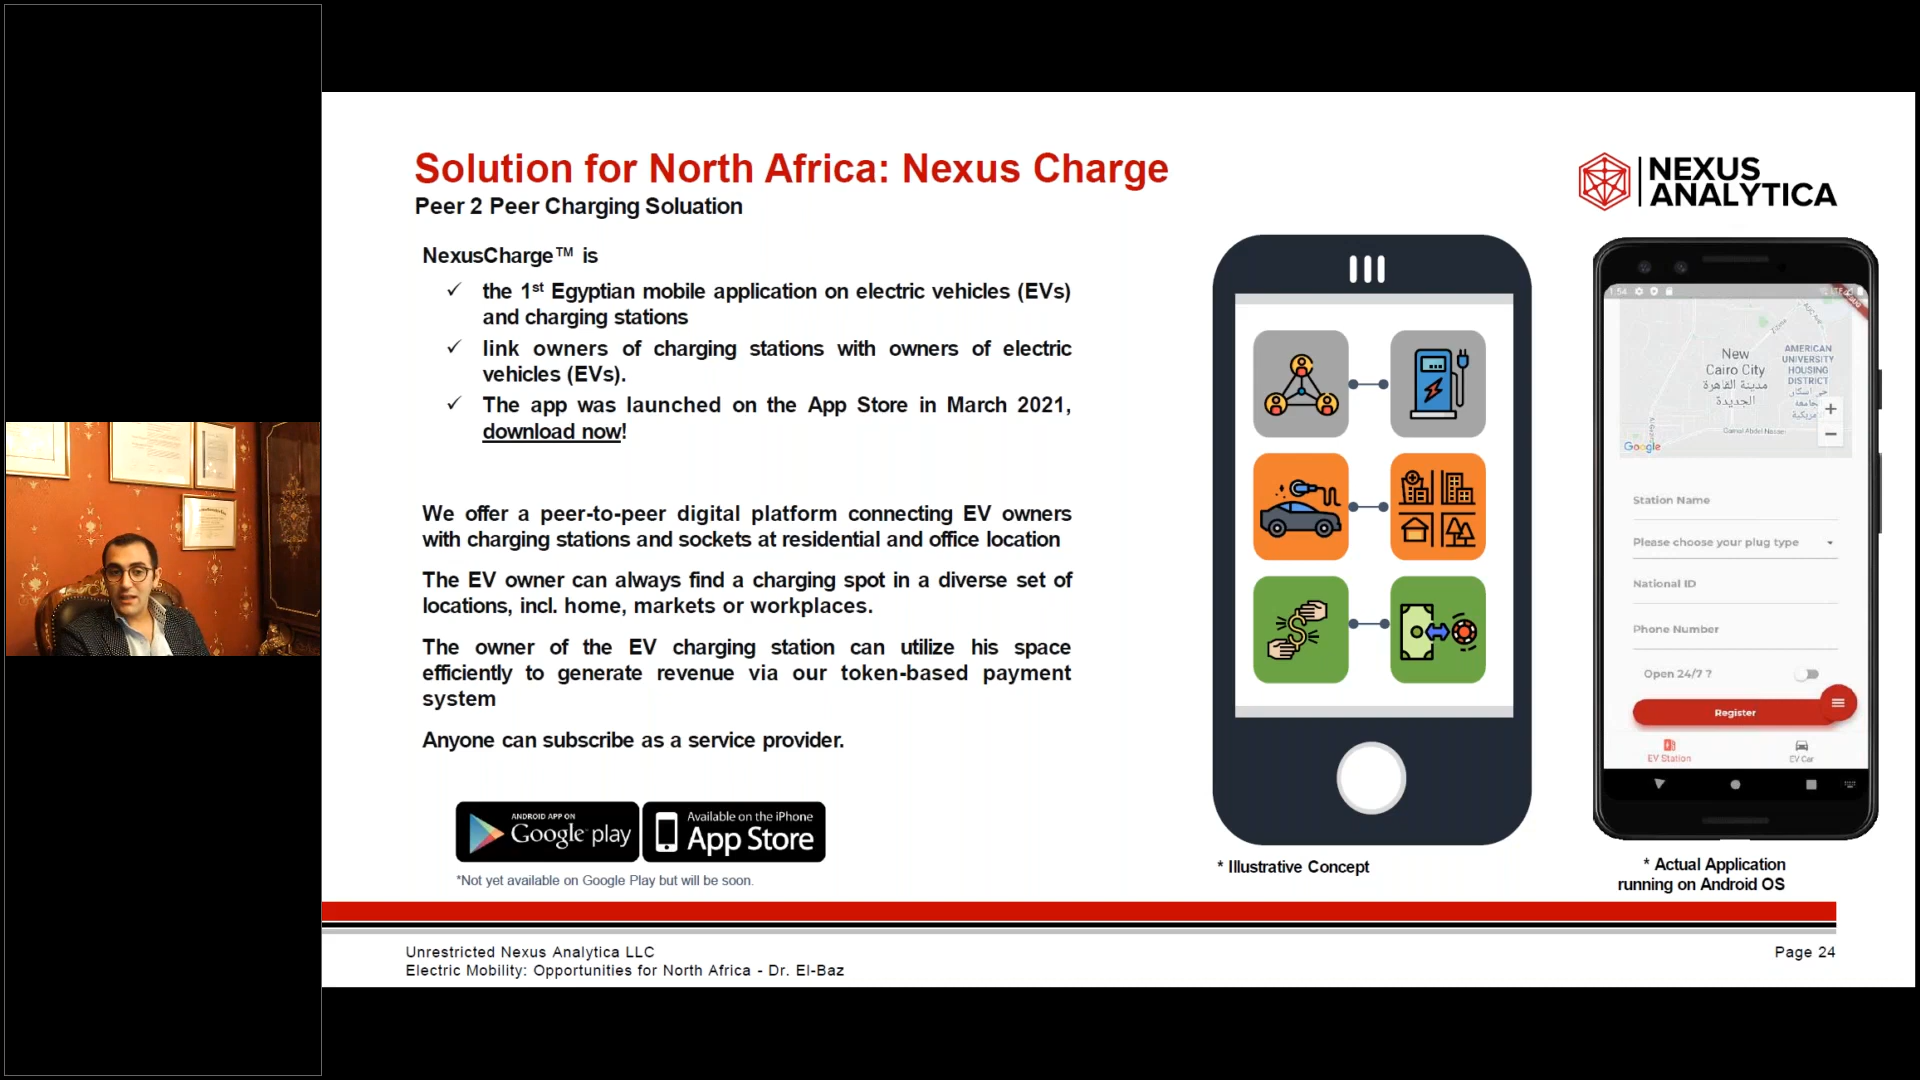 Solution for North Africa: Nexus Charge
Peer 2 Peer Charging Soluation
NEXUS
ANALYTICA
NexusCharge™ is
✓ the 1st Egyptian mobile application on electric vehicles (EVs)
and charging stations
✓ link owners of charging stations with owners of electric
vehicles (EVs).
✓ The app was launched on the App Store in March 2021,
download now!
We offer a peer-to-peer digital platform connecting EV owners
with charging stations and sockets at residential and office location
The EV owner can always find a charging spot in a diverse set of
locations, incl. home, markets or workplaces.
The owner of the EV charging station can utilize his space
efficiently to generate revenue via our token-based payment
system
Anyone can subscribe as a service provider.
ANDROID APP ON
Google play
Available on the iPhone
App Store
*Not yet available on Google Play but will be soon.
* Illustrative Concept
1:54
New
Cairo City
مدينة القاهرة
الجديدة
AMERICAN
UNIVERSITY
HOUSING
DISTRICT
Gamal Abdel Nasser
Google
+
−
Station Name
Please choose your plug type
National ID
Phone Number
Open 24/7 ?
Register
EV Station
EV Car
* Actual Application
running on Android OS
Unrestricted Nexus Analytica LLC
Electric Mobility: Opportunities for North Africa - Dr. El-Baz
Page 24